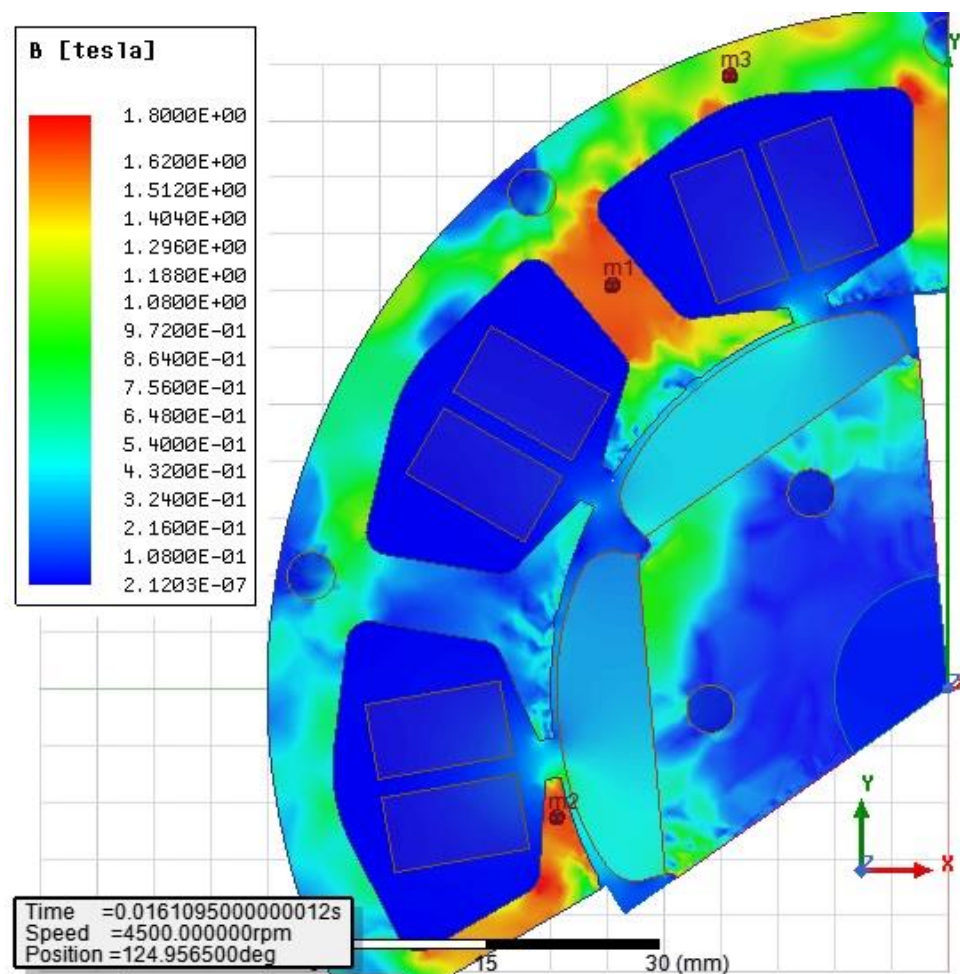 B [tesla]
1.8000E+00
1.6200E+00
1.5120E+00
1.4040E+00
1.2960E+00
1.1880E+00
1.0800E+00
9.7200E-01
8.6400E-01
7.5600E-01
6.4800E-01
5.4000E-01
4.3200E-01
3.2400E-01
2.1600E-01
1.0800E-01
2.1203E-07
m3
Y
m1
m2
Z
Y
Z
X
Time =0.0161095000000012s
Speed =4500.000000rpm
Position =124.956500deg
15
30 (mm)